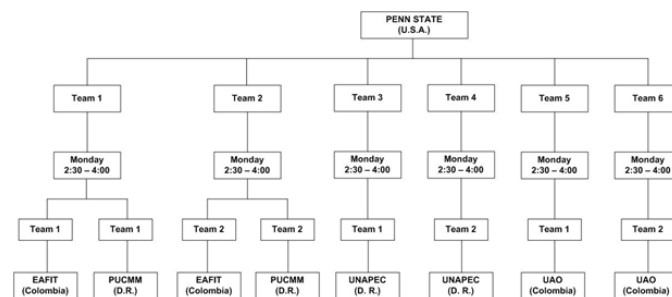 PENN STATE
(U.S.A.)
Team 1
Team 2
Team 3
Team 4
Team 5
Team 6
Monday
2:30 – 4:00
Monday
2:30 – 4:00
Monday
2:30 – 4:00
Monday
2:30 – 4:00
Monday
2:30 – 4:00
Monday
2:30 – 4:00
Team 1
Team 1
Team 2
Team 2
Team 1
Team 2
Team 1
Team 2
EAFIT
(Colombia)
PUCMM
(D.R.)
EAFIT
(Colombia)
PUCMM
(D.R.)
UNAPEC
(D. R.)
UNAPEC
(D. R.)
UAO
(Colombia)
UAO
(Colombia)